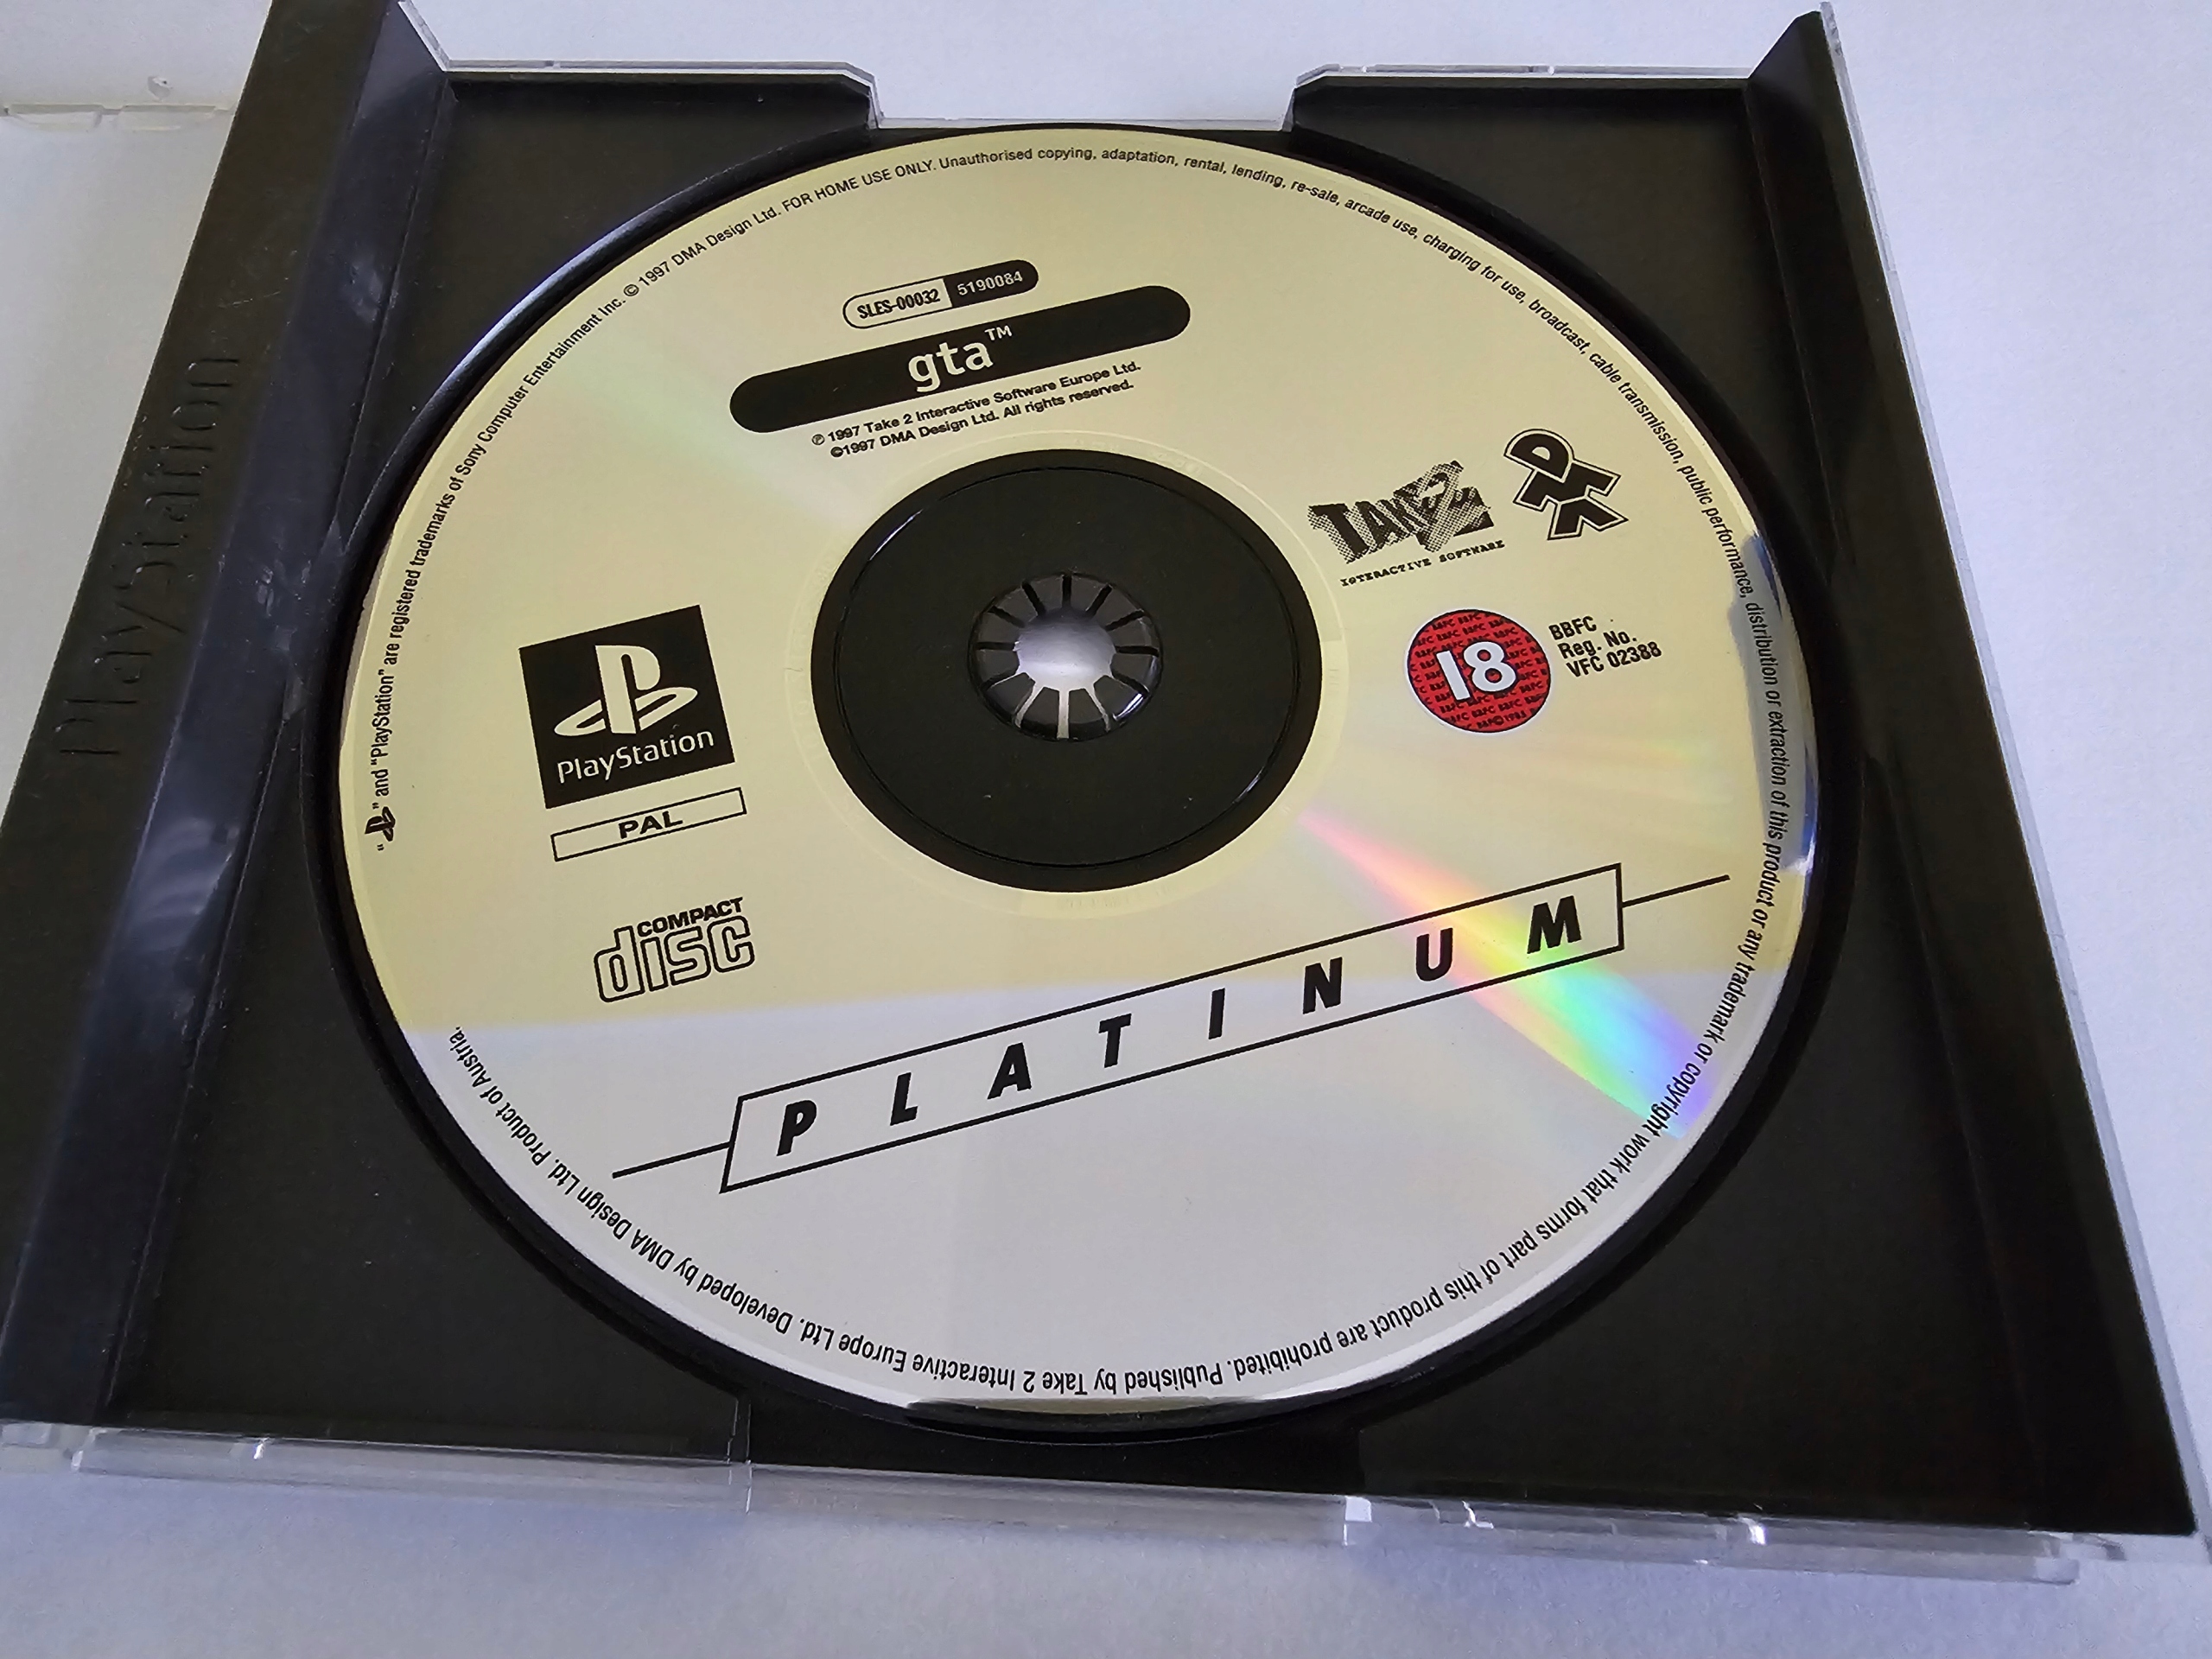 PlayStation
SLES-00032 5190084
gta™
℗ 1997 Take 2 Interactive Software Europe Ltd.
©1997 DMA Design Ltd. All rights reserved.
TAKE 2
INTERACTIVE SOFTWARE
DMA
PlayStation
PAL
18
BBFC
Reg. No.
VFC 02388
COMPACT
disc
PLATINUM
" " and "PlayStation" are registered trademarks of Sony Computer Entertainment Inc. © 1997 DMA Design Ltd. FOR HOME USE ONLY. Unauthorised copying, adaptation, rental, lending, re-sale, arcade use, charging for use, broadcast, cable transmission, public performance, distribution or extraction of this product or any trademark or copyright work that forms part of this product are prohibited. Published by Take 2 Interactive Europe Ltd. Developed by DMA Design Ltd. Product of Austria.